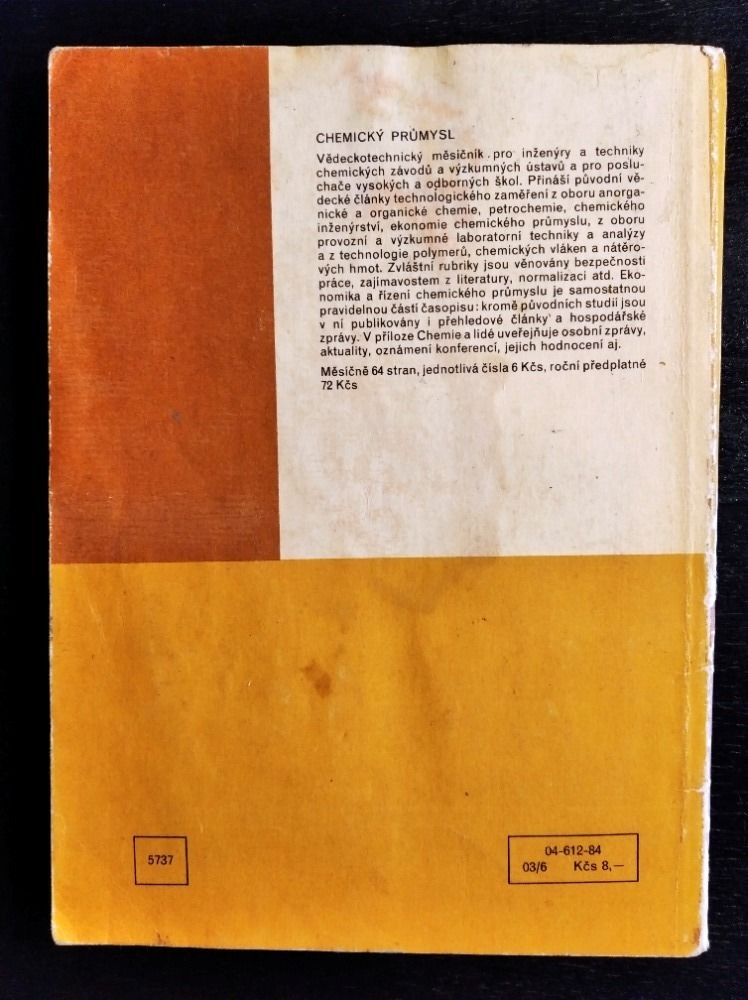 CHEMICKÝ PRŮMYSL
Vědeckotechnický měsíčník pro inženýry a techniky
chemických závodů a výzkumných ústavů a pro poslu-
chače vysokých a odborných škol. Přináší původní vě-
decké články technologického zaměření z oboru anorga-
nické a organické chemie, petrochemie, chemického
inženýrství, ekonomie chemického průmyslu, z oboru
provozní a výzkumné laboratorní techniky a analýzy
a z technologie polymerů, chemických vláken a nátěro-
vých hmot. Zvláštní rubriky jsou věnovány bezpečnosti
práce, zajímavostem z literatury, normalizaci atd. Eko-
nomika a řízení chemického průmyslu je samostatnou
pravidelnou částí časopisu: kromě původních studií jsou
v ní publikovány i přehledové články a hospodářské
zprávy. V příloze Chemie a lidé uveřejňuje osobní zprávy,
aktuality, oznámení konferencí, jejich hodnocení aj.
Měsíčně 64 stran, jednotlivá čísla 6 Kčs, roční předplatné
72 Kčs
5737
04-612-84
03/6 Kčs 8,—